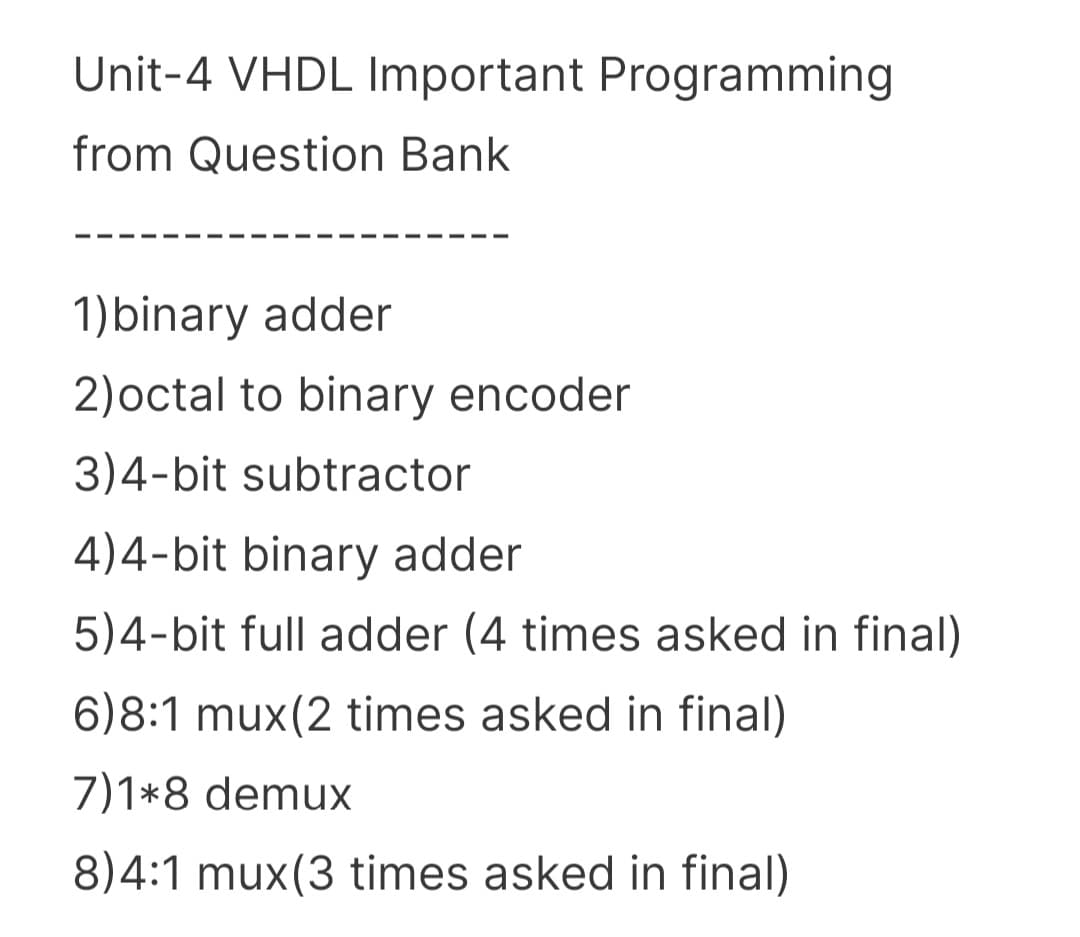 Unit-4 VHDL Important Programming
from Question Bank
--------------------
1)binary adder
2)octal to binary encoder
3)4-bit subtractor
4)4-bit binary adder
5)4-bit full adder (4 times asked in final)
6)8:1 mux(2 times asked in final)
7)1*8 demux
8)4:1 mux(3 times asked in final)